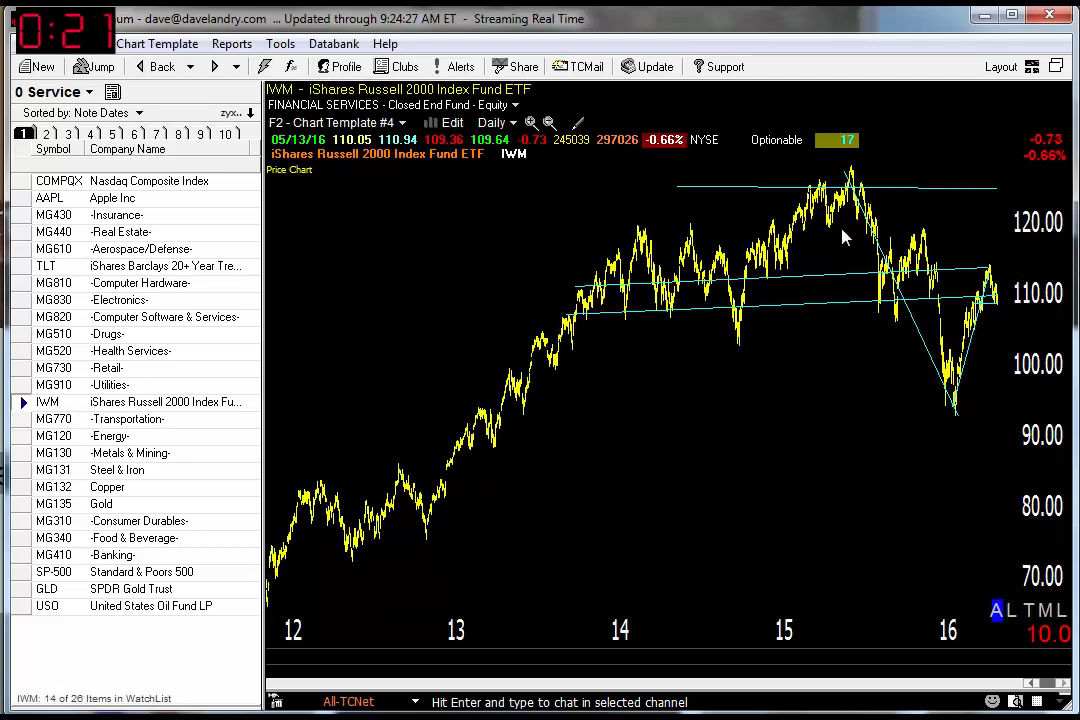 0:21
um - dave@davelandry.com ... Updated through 9:24:27 AM ET - Streaming Real Time
Chart Template Reports Tools Databank Help
New Jump Back Profile Clubs Alerts Share TCMail Update Support Layout
0 Service
Sorted by: Note Dates zyx..
1 2 3 4 5 6 7 8 9 10
Symbol Company Name
COMPQX Nasdaq Composite Index
AAPL Apple Inc
MG430 -Insurance-
MG440 -Real Estate-
MG610 -Aerospace/Defense-
TLT iShares Barclays 20+ Year Tre...
MG810 -Computer Hardware-
MG830 -Electronics-
MG820 -Computer Software & Services-
MG510 -Drugs-
MG520 -Health Services-
MG730 -Retail-
MG910 -Utilities-
IWM iShares Russell 2000 Index Fu...
MG770 -Transportation-
MG120 -Energy-
MG130 -Metals & Mining-
MG131 Steel & Iron
MG132 Copper
MG135 Gold
MG310 -Consumer Durables-
MG340 -Food & Beverage-
MG410 -Banking-
SP-500 Standard & Poors 500
GLD SPDR Gold Trust
USO United States Oil Fund LP
IWM: 14 of 26 Items in WatchList
IWM - iShares Russell 2000 Index Fund ETF
FINANCIAL SERVICES - Closed End Fund - Equity
F2 - Chart Template #4 Edit Daily
05/13/16 110.05 110.94 109.36 109.64 -0.73 245039 297026 -0.66% NYSE Optionable 17 -0.73
iShares Russell 2000 Index Fund ETF IWM -0.66%
Price Chart
120.00
110.00
100.00
90.00
80.00
70.00
A L T M L
12 13 14 15 16 10.0
All-TCNet Hit Enter and type to chat in selected channel